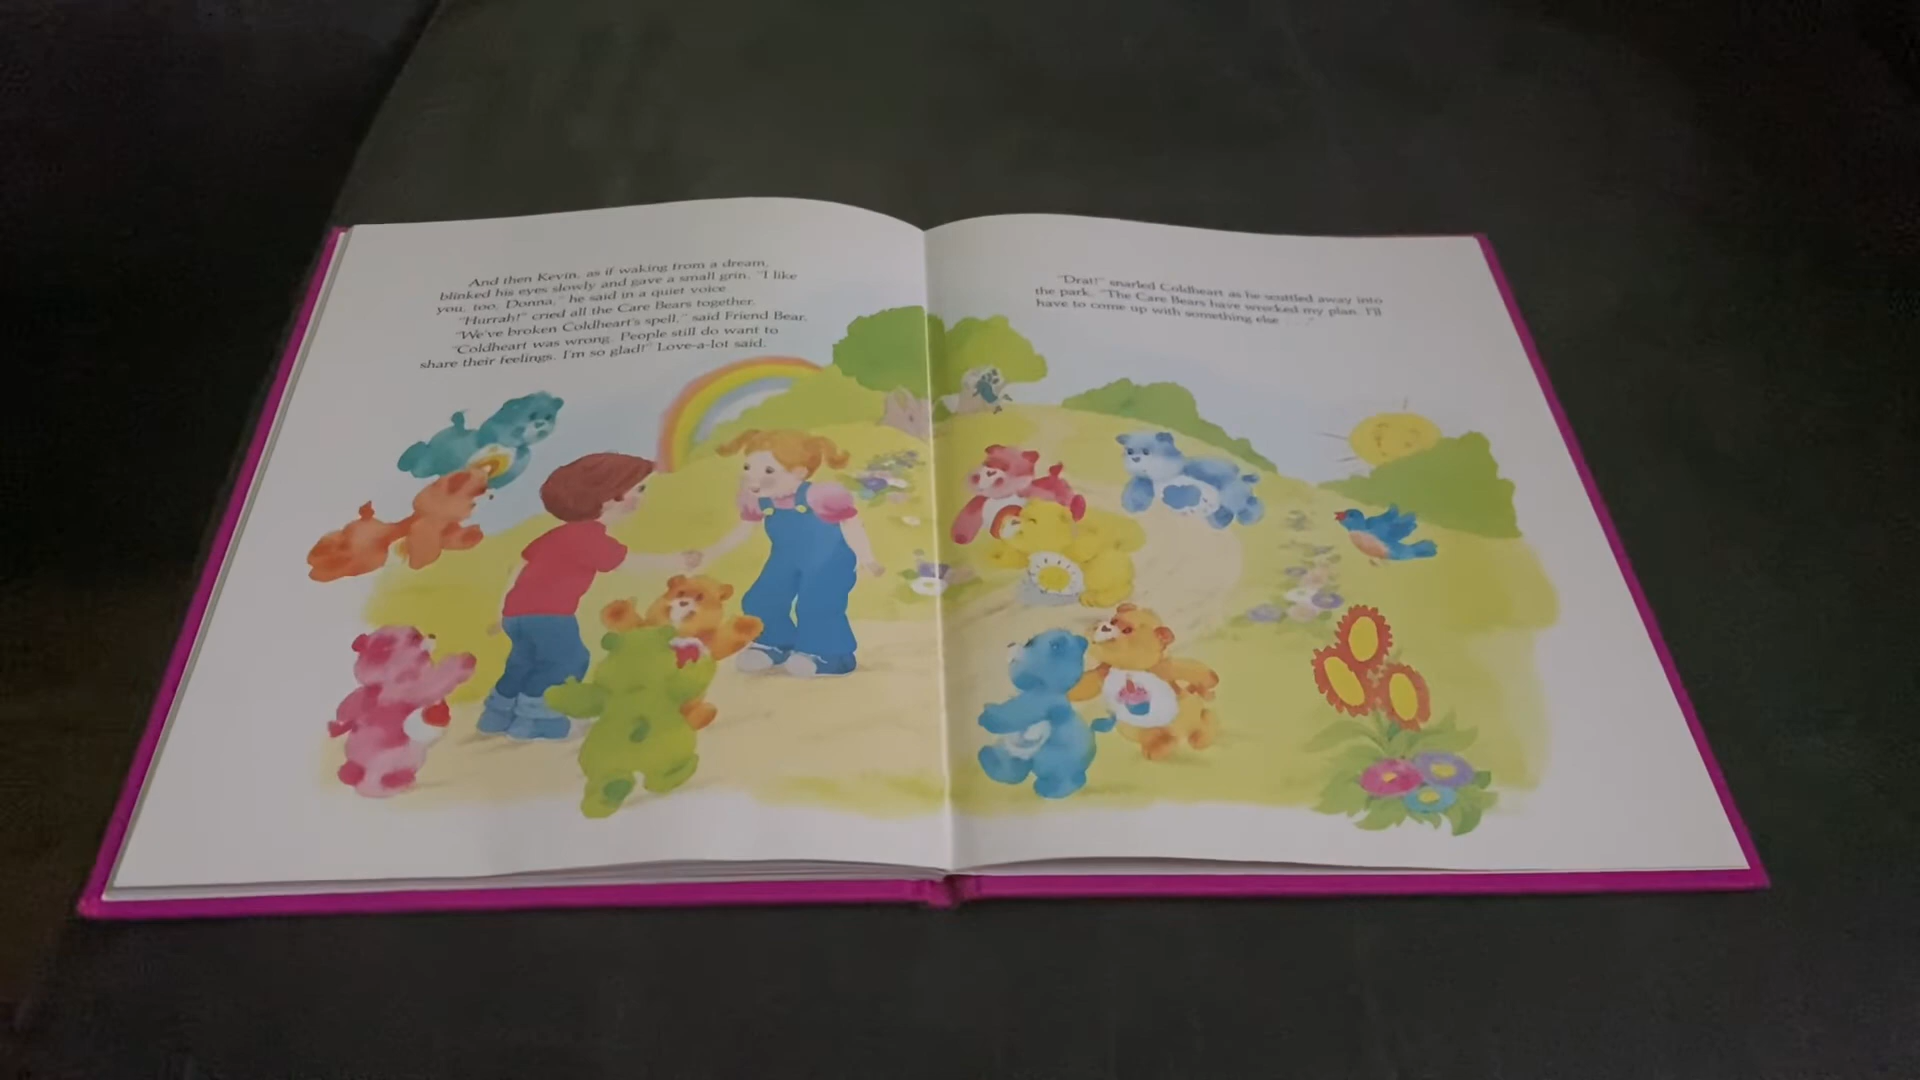 And then Kevin, as if waking from a dream,
blinked his eyes slowly and gave a small grin. "I like
you, too, Donna," he said in a quiet voice.
"Hurrah!" cried all the Care Bears together.
"We've broken Coldheart's spell," said Friend Bear.
"Coldheart was wrong. People still do want to
share their feelings. I'm so glad!" Love-a-lot said.
"Drat!" snarled Coldheart as he scuttled away into
the park. "The Care Bears have wrecked my plan. I'll
have to come up with something else . . . ."